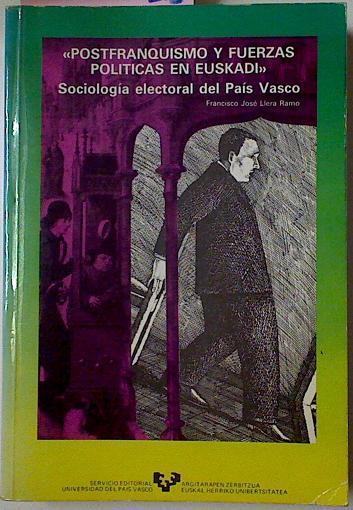 «POSTFRANQUISMO Y FUERZAS
POLITICAS EN EUSKADI»
Sociología electoral del País Vasco
Francisco José Llera Ramo
SERVICIO EDITORIAL
UNIVERSIDAD DEL PAÍS VASCO
ARGITARAPEN ZERBITZUA
EUSKAL HERRIKO UNIBERTSITATEA